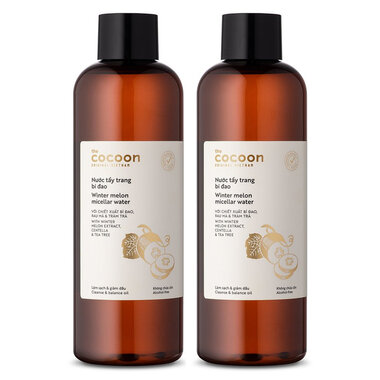 the
cocoon
ORIGINAL VIETNAM
Nước tẩy trang
bí đao
Winter melon
micellar water
VỚI CHIẾT XUẤT BÍ ĐAO,
RAU MÁ & TRÀM TRÀ
WITH WINTER
MELON EXTRACT,
CENTELLA
& TEA TREE
Làm sạch & giảm dầu
Cleanse & balance oil
Không chứa cồn
Alcohol-free
the
cocoon
ORIGINAL VIETNAM
Nước tẩy trang
bí đao
Winter melon
micellar water
VỚI CHIẾT XUẤT BÍ ĐAO,
RAU MÁ & TRÀM TRÀ
WITH WINTER
MELON EXTRACT,
CENTELLA
& TEA TREE
Làm sạch & giảm dầu
Cleanse & balance oil
Không chứa cồn
Alcohol-free